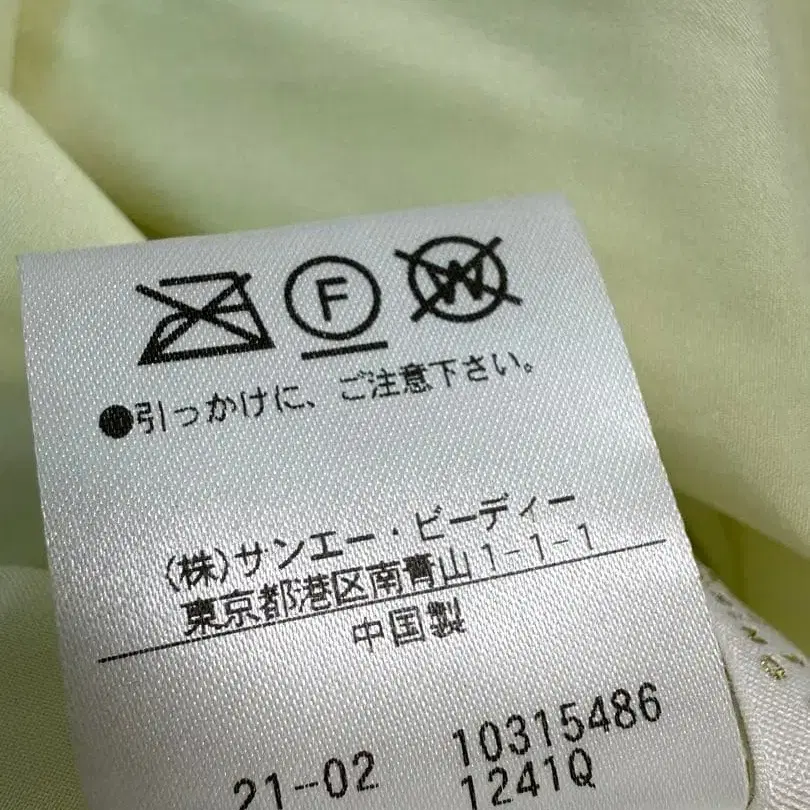 F W
●引っかけに、ご注意下さい。
(株)サンエー・ビーディー
東京都港区南青山1-1-1
中国製
21-02 10315486
1241Q